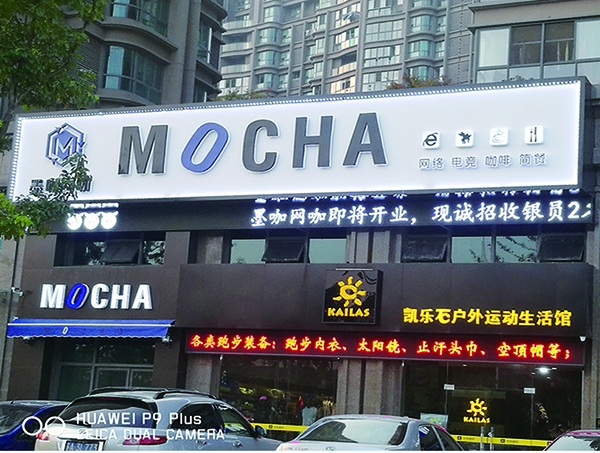 M
MOCHA
网络 电竞 咖啡 简餐
墨咖网咖
墨咖网咖即将开业，现诚招收银员2
MOCHA
KAILAS
凯乐石户外运动生活馆
各类跑步装备：跑步内衣、太阳镜、止汗头巾、空顶帽等；
KAILAS
HUAWEI P9 Plus
LEICA DUAL CAMERA